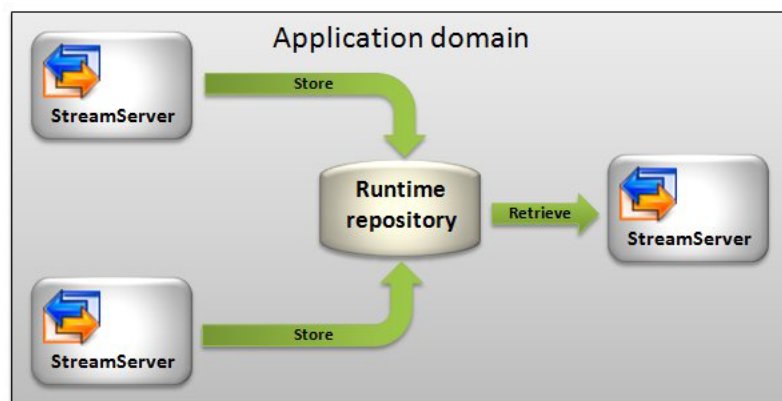 Application domain
StreamServer
Store
Runtime
repository
Retrieve
StreamServer
Store
StreamServer